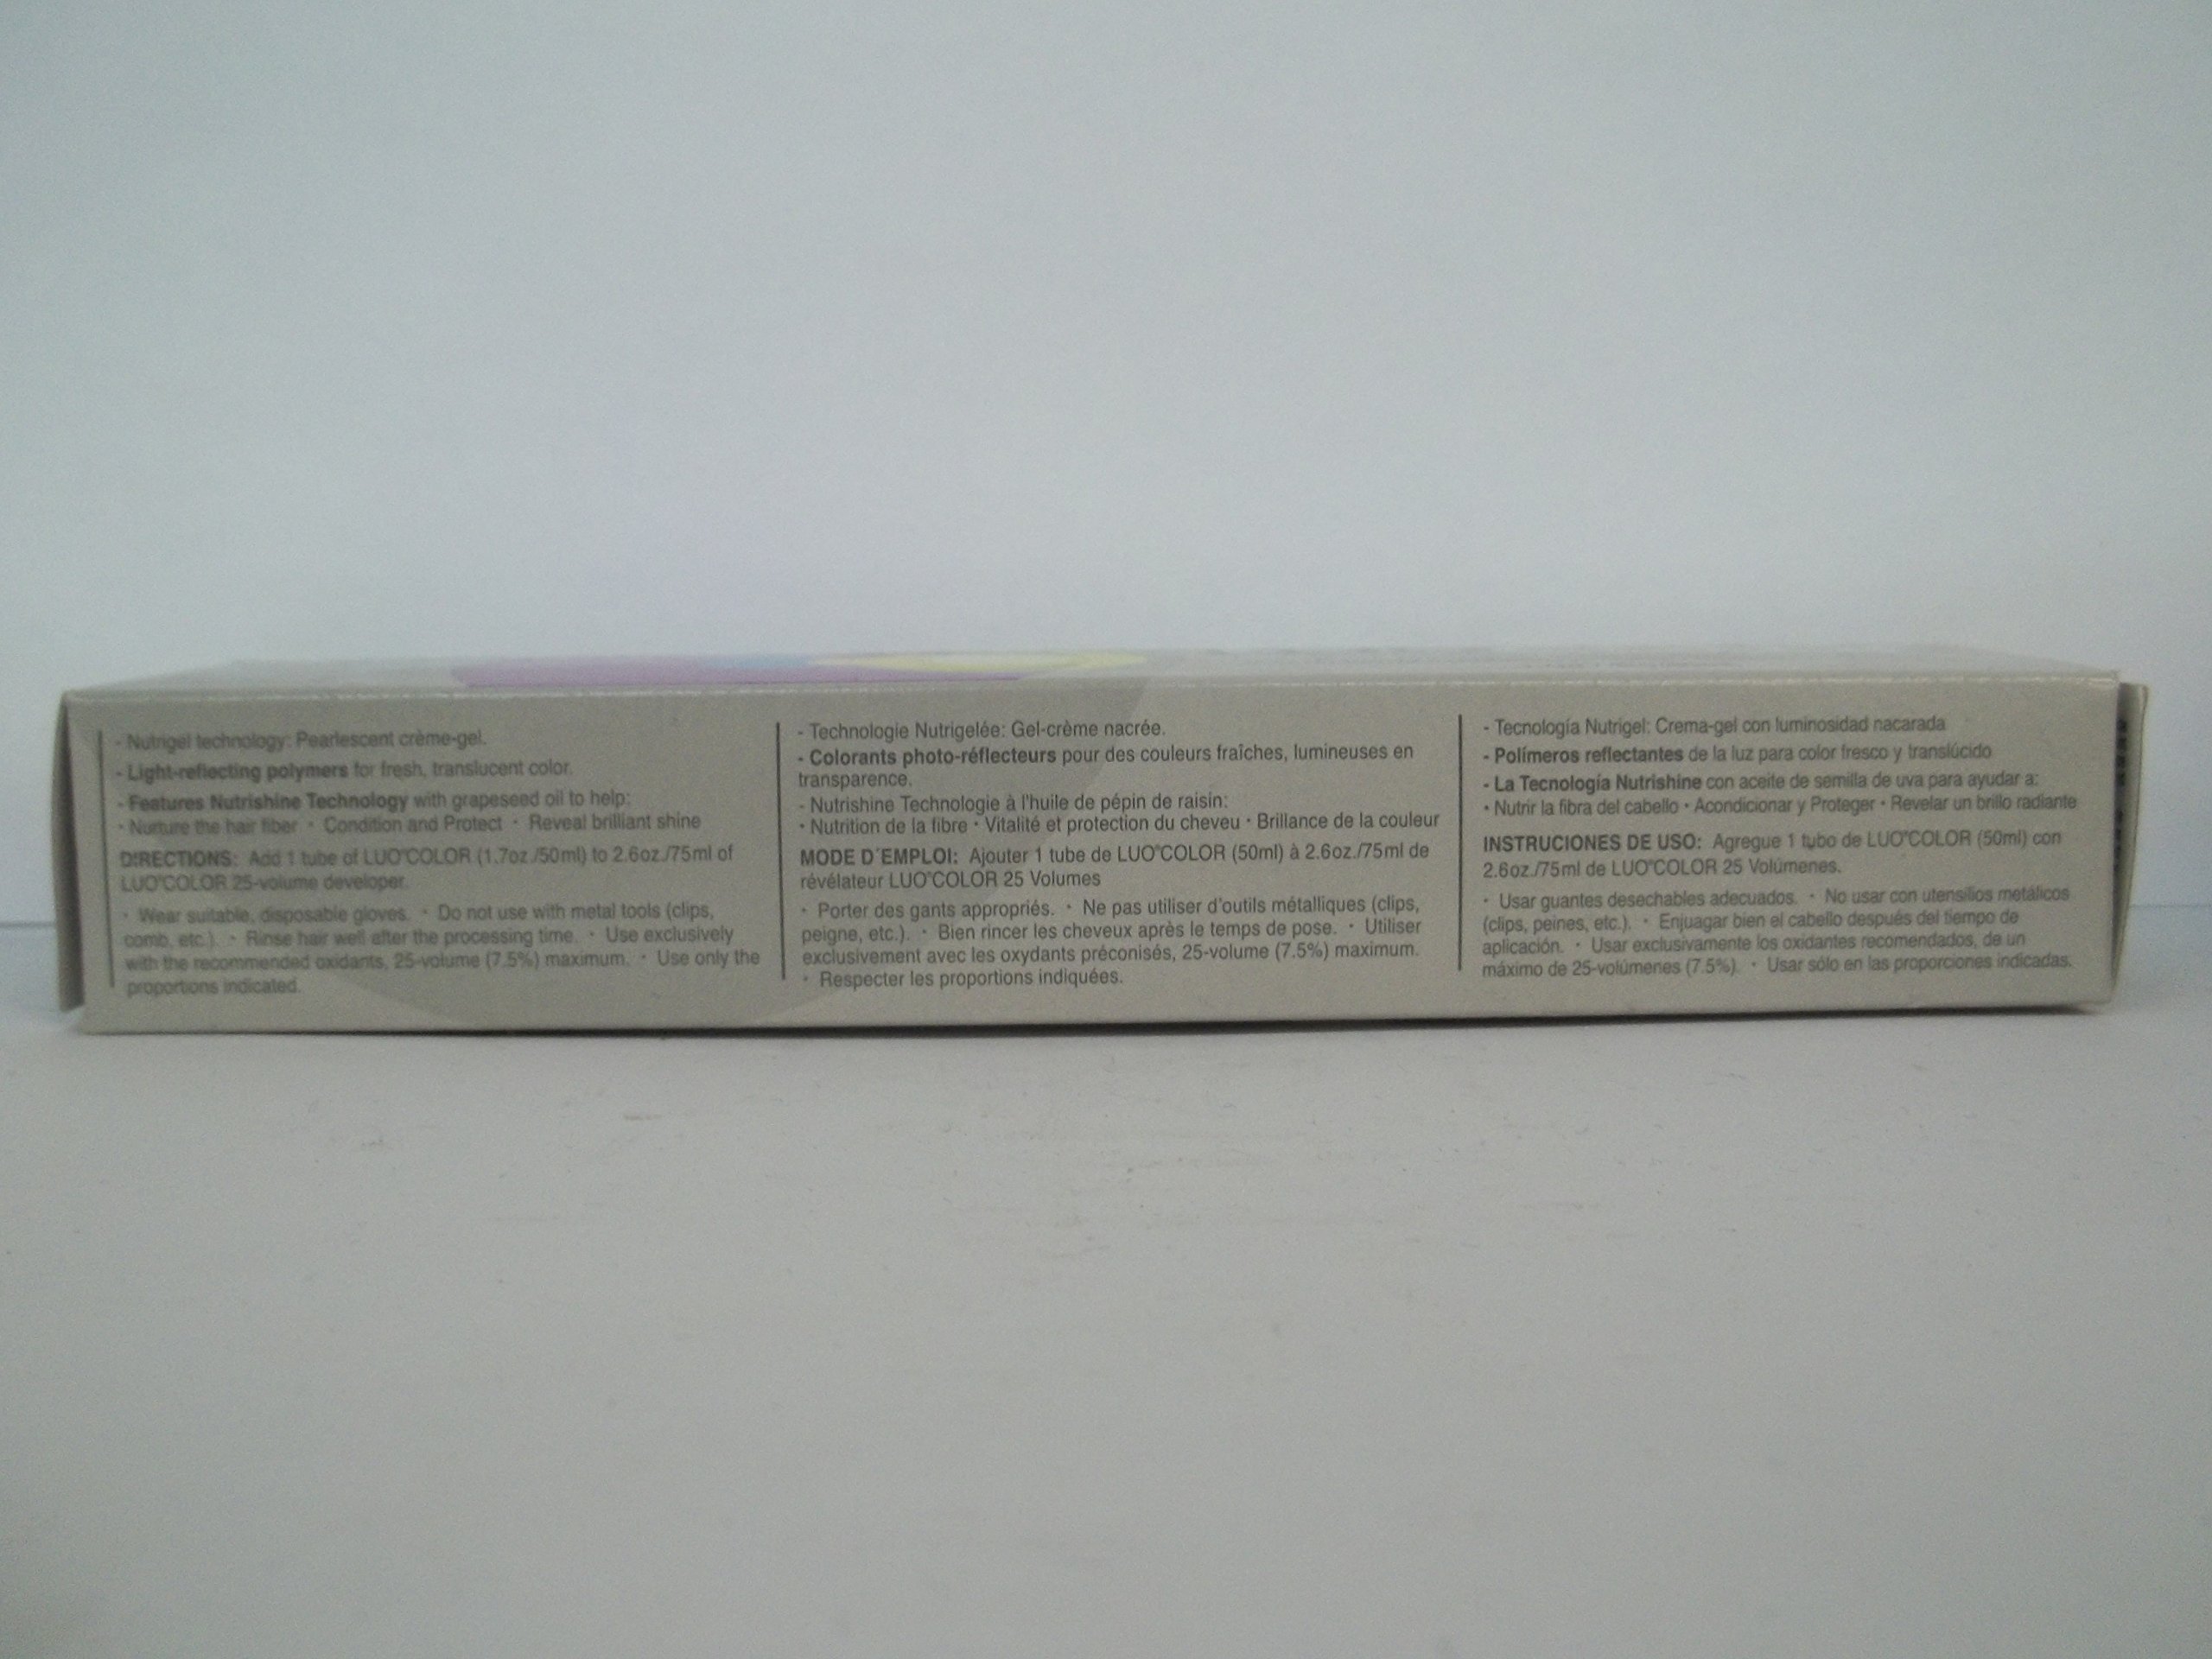 - Nutrigel technology: Pearlescent crème-gel.
- Light-reflecting polymers for fresh, translucent color.
- Features Nutrishine Technology with grapeseed oil to help:
• Nurture the hair fiber • Condition and Protect • Reveal brilliant shine
DIRECTIONS: Add 1 tube of LUO°COLOR (1.7oz./50ml) to 2.6oz./75ml of
LUO°COLOR 25-volume developer.
• Wear suitable, disposable gloves. • Do not use with metal tools (clips,
comb, etc.). • Rinse hair well after the processing time. • Use exclusively
with the recommended oxidants, 25-volume (7.5%) maximum. • Use only the
proportions indicated.
- Technologie Nutrigelée: Gel-crème nacrée.
- Colorants photo-réflecteurs pour des couleurs fraîches, lumineuses en
transparence.
- Nutrishine Technologie à l'huile de pépin de raisin:
• Nutrition de la fibre • Vitalité et protection du cheveu • Brillance de la couleur
MODE D'EMPLOI: Ajouter 1 tube de LUO°COLOR (50ml) à 2.6oz./75ml de
révélateur LUO°COLOR 25 Volumes
• Porter des gants appropriés. • Ne pas utiliser d'outils métalliques (clips,
peigne, etc.). • Bien rincer les cheveux après le temps de pose. • Utiliser
exclusivement avec les oxydants préconisés, 25-volume (7.5%) maximum.
• Respecter les proportions indiquées.
- Tecnología Nutrigel: Crema-gel con luminosidad nacarada
- Polímeros reflectantes de la luz para color fresco y translúcido
- La Tecnología Nutrishine con aceite de semilla de uva para ayudar a:
• Nutrir la fibra del cabello • Acondicionar y Proteger • Revelar un brillo radiante
INSTRUCIONES DE USO: Agregue 1 tubo de LUO°COLOR (50ml) con
2.6oz./75ml de LUO°COLOR 25 Volúmenes.
• Usar guantes desechables adecuados. • No usar con utensilios metálicos
(clips, peines, etc.). • Enjuagar bien el cabello después del tiempo de
aplicación. • Usar exclusivamente los oxidantes recomendados, de un
máximo de 25-volúmenes (7.5%). • Usar sólo en las proporciones indicadas.